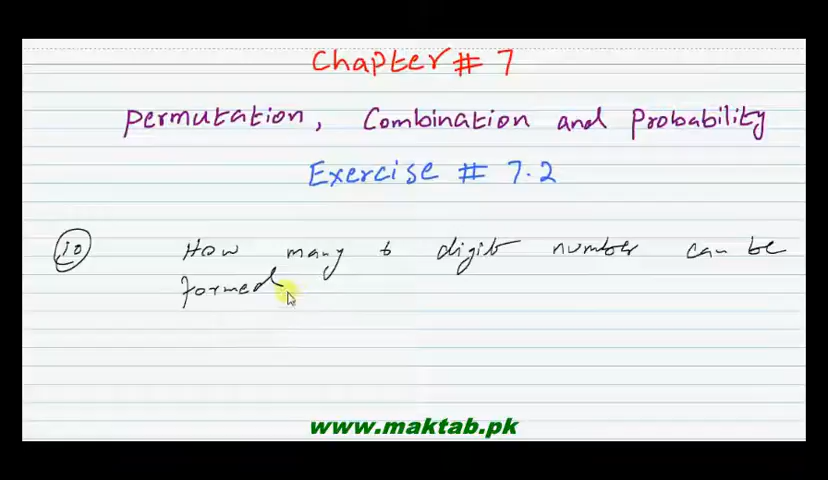 Chapter # 7
Permutation, Combination and Probability
Exercise # 7.2
10 How many 6 digit number can be
formed
www.maktab.pk